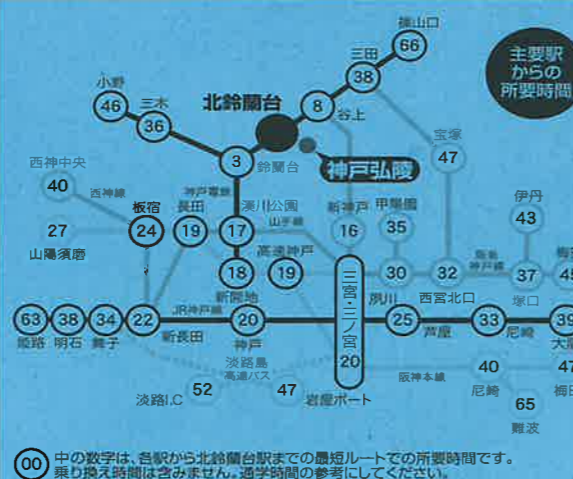 篠山口
66
主要駅
からの
所要時間
三田
38
小野
46
三木
36
北鈴蘭台
8
谷上
宝塚
47
3
鈴蘭台
神戸弘陵
西神中央
40
西神線
板宿
24
神戸電鉄
長田
19
湊川公園
17
山手線
新神戸
16
甲陽園
35
伊丹
43
27
山陽須磨
18
新開地
高速神戸
19
三宮・三ノ宮
20
30
夙川
32
西宮北口
阪急
神戸線
37
塚口
45
63
姫路
38
明石
34
舞子
22
新長田
JR神戸線
20
神戸
25
芦屋
33
尼崎
39
大阪
淡路島
高速バス
52
淡路I.C
47
岩屋ポート
阪神本線
40
尼崎
47
梅田
65
難波
00 中の数字は、各駅から北鈴蘭台駅までの最短ルートでの所要時間です。
乗り換え時間は含みません。通学時間の参考にしてください。